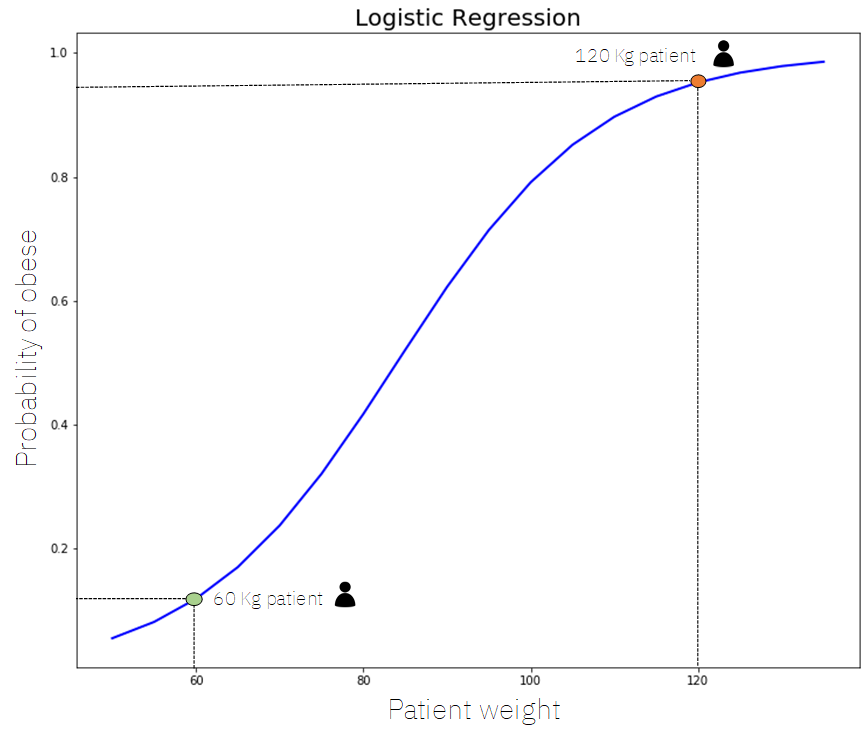 Logistic Regression
120 Kg patient
1.0
0.8
0.6
0.4
0.2
Probability of obese
60 Kg patient
60 80 100 120
Patient weight